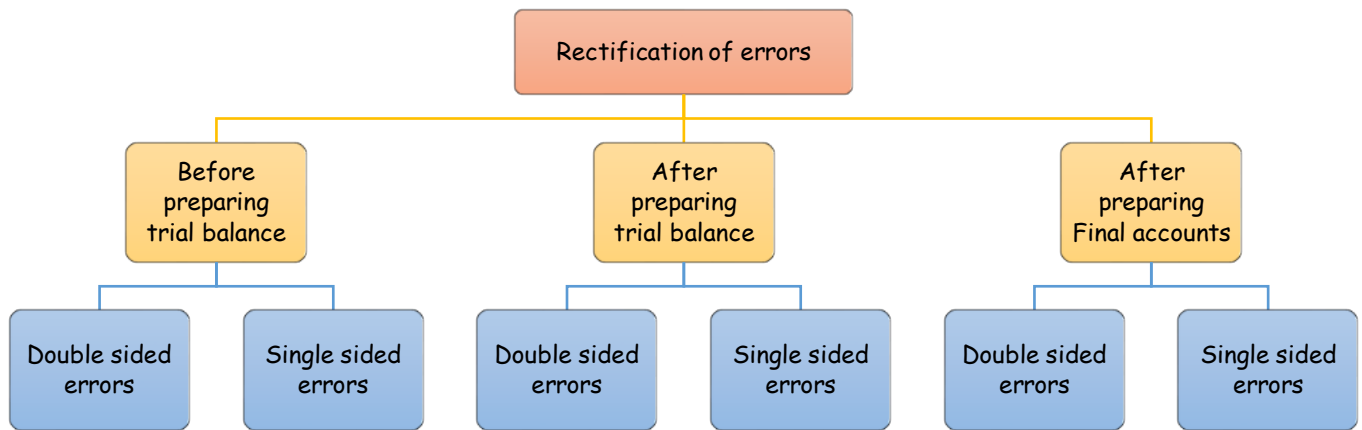 Rectification of errors
Before
preparing
trial balance
After
preparing
trial balance
After
preparing
Final accounts
Double sided
errors
Single sided
errors
Double sided
errors
Single sided
errors
Double sided
errors
Single sided
errors